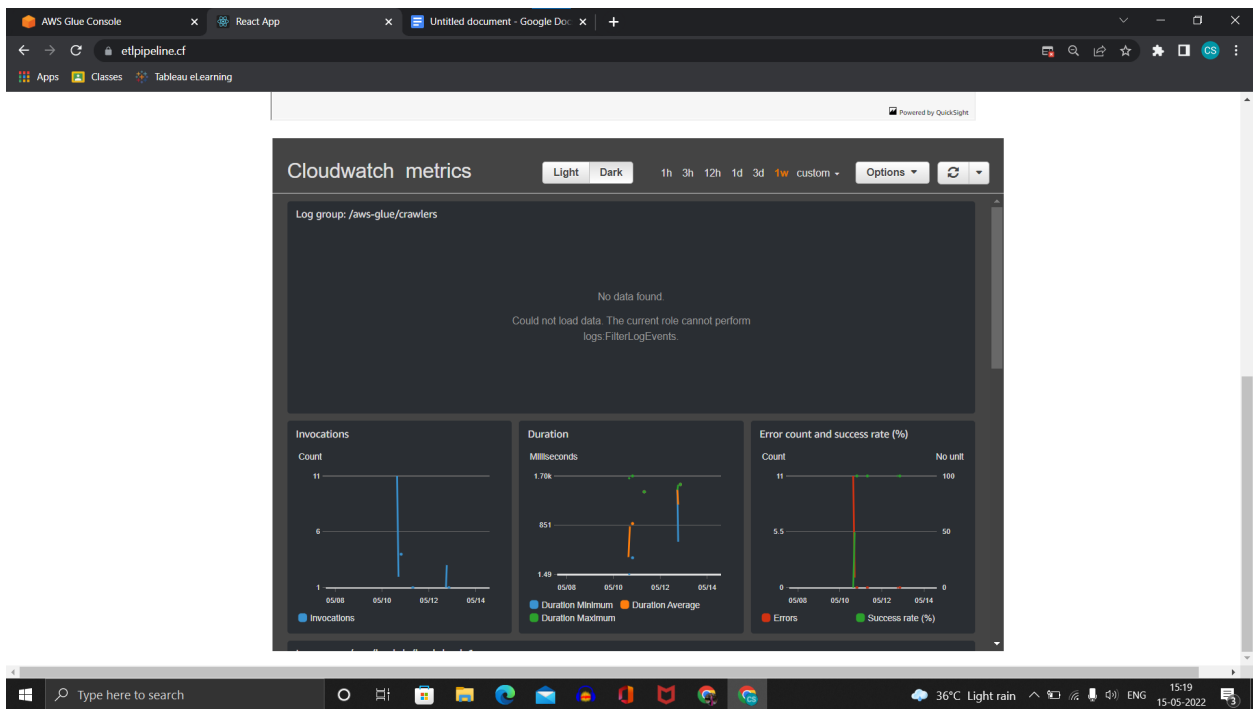 AWS Glue Console
React App
Untitled document - Google Doc
etlpipeline.cf
CS
Apps
Classes
Tableau eLearning
Powered by QuickSight
Cloudwatch metrics
Light Dark
1h 3h 12h 1d 3d 1w custom
Options
Log group: /aws-glue/crawlers
No data found.
Could not load data. The current role cannot perform
logs:FilterLogEvents.
Invocations
Count
11
6
1
05/08 05/10 05/12 05/14
Invocations
Duration
Milliseconds
1.70k
851
1.49
05/08 05/10 05/12 05/14
Duration Minimum Duration Average
Duration Maximum
Error count and success rate (%)
Count No unit
11 100
5.5 50
0 0
05/08 05/10 05/12 05/14
Errors Success rate (%)
Type here to search
36°C Light rain
ENG
15:19
15-05-2022
3